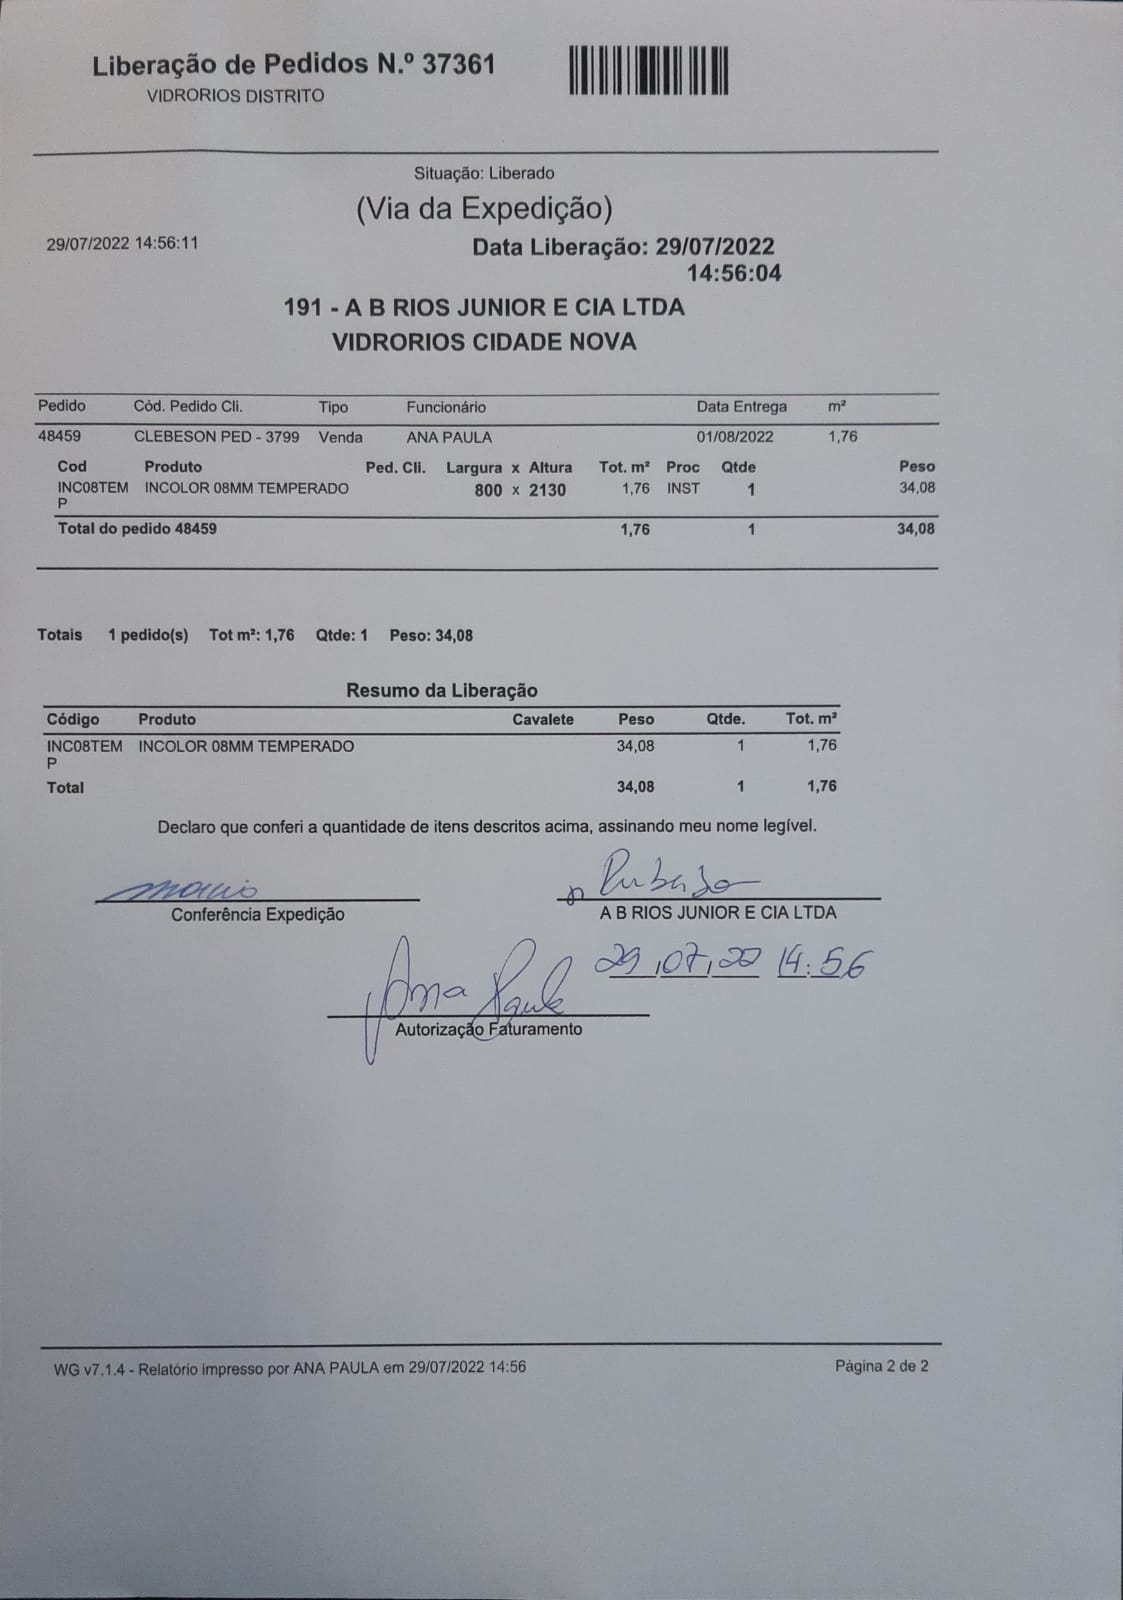 Liberação de Pedidos N.º 37361
VIDRORIOS DISTRITO
Situação: Liberado
(Via da Expedição)
29/07/2022 14:56:11
Data Liberação: 29/07/2022
14:56:04
191 - A B RIOS JUNIOR E CIA LTDA
VIDRORIOS CIDADE NOVA
Pedido Cód. Pedido Cli. Tipo Funcionário Data Entrega m²
48459 CLEBESON PED - 3799 Venda ANA PAULA 01/08/2022 1,76
Cod Produto Ped. Cli. Largura x Altura Tot. m² Proc Qtde Peso
INC08TEM INCOLOR 08MM TEMPERADO 800 x 2130 1,76 INST 1 34,08
P
Total do pedido 48459 1,76 1 34,08
Totais 1 pedido(s) Tot m²: 1,76 Qtde: 1 Peso: 34,08
Resumo da Liberação
Código Produto Cavalete Peso Qtde. Tot. m²
INC08TEM INCOLOR 08MM TEMPERADO 34,08 1 1,76
P
Total 34,08 1 1,76
Declaro que conferi a quantidade de itens descritos acima, assinando meu nome legível.
Conferência Expedição
A B RIOS JUNIOR E CIA LTDA
29,07,22 14:56
Ana Paula
Autorização Faturamento
WG v7.1.4 - Relatório impresso por ANA PAULA em 29/07/2022 14:56
Página 2 de 2